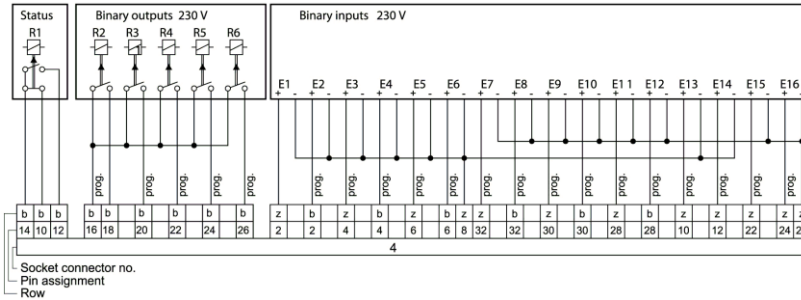 Status
Binary outputs 230 V
Binary inputs 230 V
R1
R2 R3 R4 R5 R6
E1 E2 E3 E4 E5 E6 E7 E8 E9 E10 E11 E12 E13 E14 E15 E16
+ - + - + - + - + - + - + - + - + - + - + - + - + - + - + - +
prog. prog. prog. prog. prog. prog. prog. prog. prog. prog. prog. prog. prog. prog. prog. prog. prog. prog. prog.
b b b b b b b b b z b z b z b z z b z b z b z z z z
14 10 12 16 18 20 22 24 26 2 2 4 4 6 6 8 32 32 30 30 28 28 10 12 22 24 2
4
Socket connector no.
Pin assignment
Row